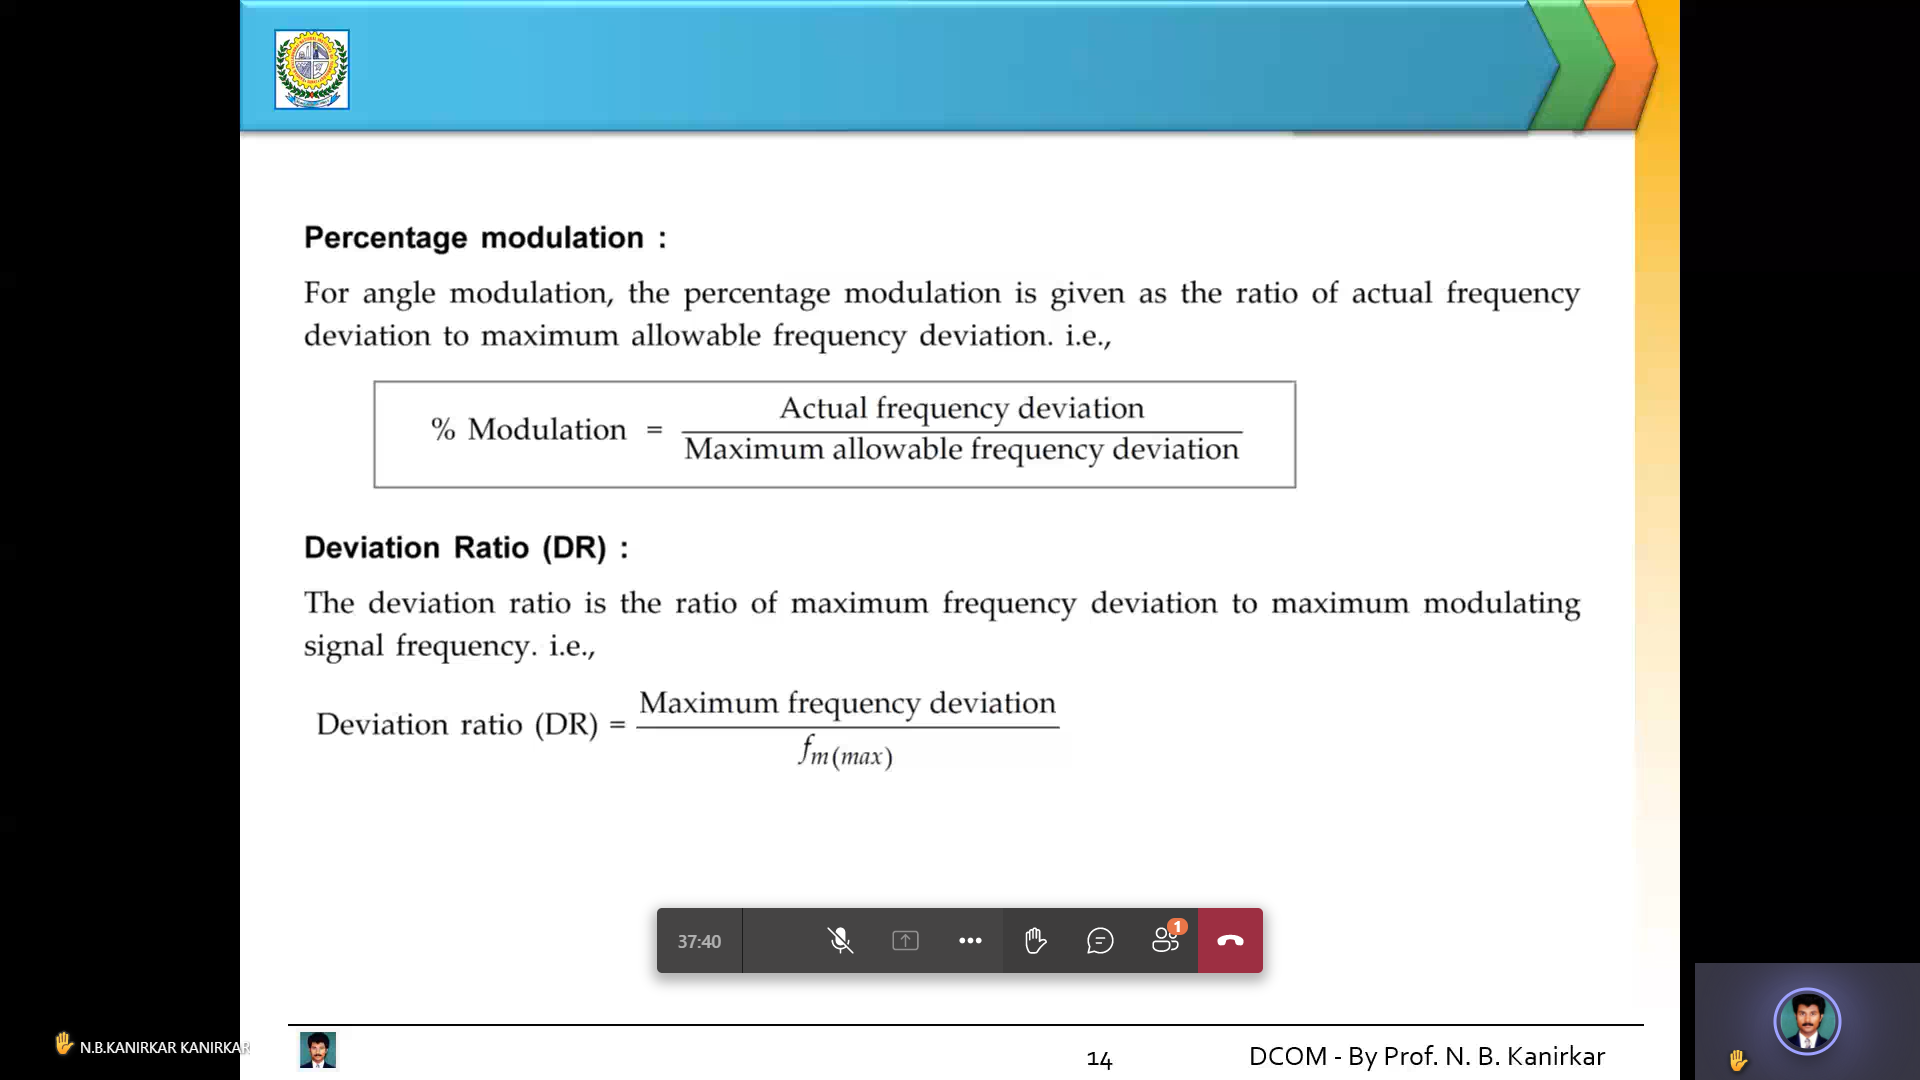 Percentage modulation :
For angle modulation, the percentage modulation is given as the ratio of actual frequency
deviation to maximum allowable frequency deviation. i.e.,
% Modulation = Actual frequency deviation
Maximum allowable frequency deviation
Deviation Ratio (DR) :
The deviation ratio is the ratio of maximum frequency deviation to maximum modulating
signal frequency. i.e.,
Deviation ratio (DR) = Maximum frequency deviation
fm(max)
37:40
1
N.B.KANIRKAR KANIRKAR
14
DCOM - By Prof. N. B. Kanirkar